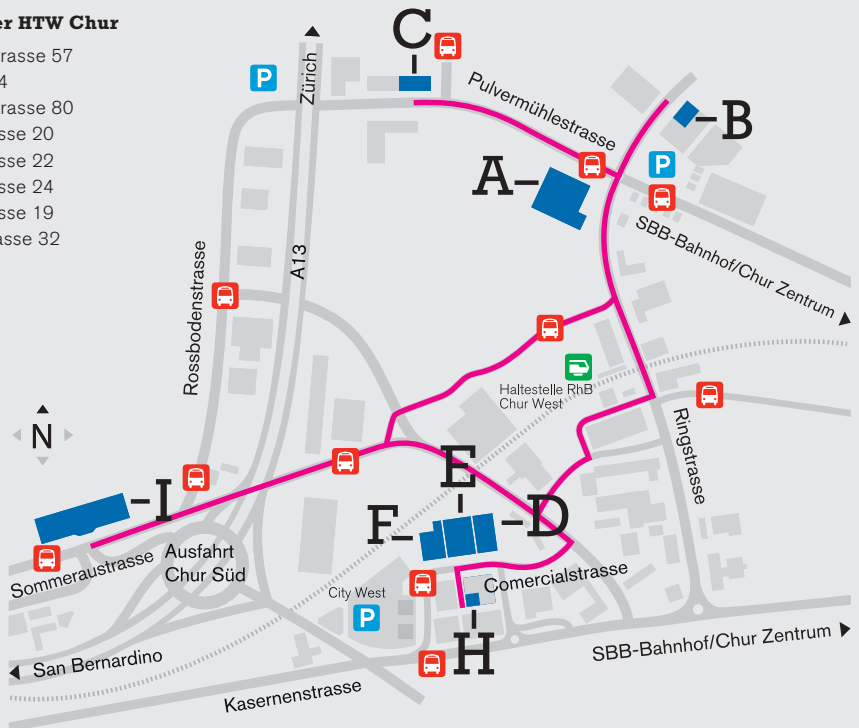 er HTW Chur
rasse 57
4
trasse 80
sse 20
sse 22
sse 24
sse 19
asse 32
C
P
Zürich
Pulvermühlestrasse
B
A
P
SBB-Bahnhof/Chur Zentrum
A13
Rossbodenstrasse
Haltestelle RhB
Chur West
N
Ringstrasse
E
I
F
D
Ausfahrt
Chur Süd
Sommeraustrasse
Comercialstrasse
City West
P
H
San Bernardino
SBB-Bahnhof/Chur Zentrum
Kasernenstrasse